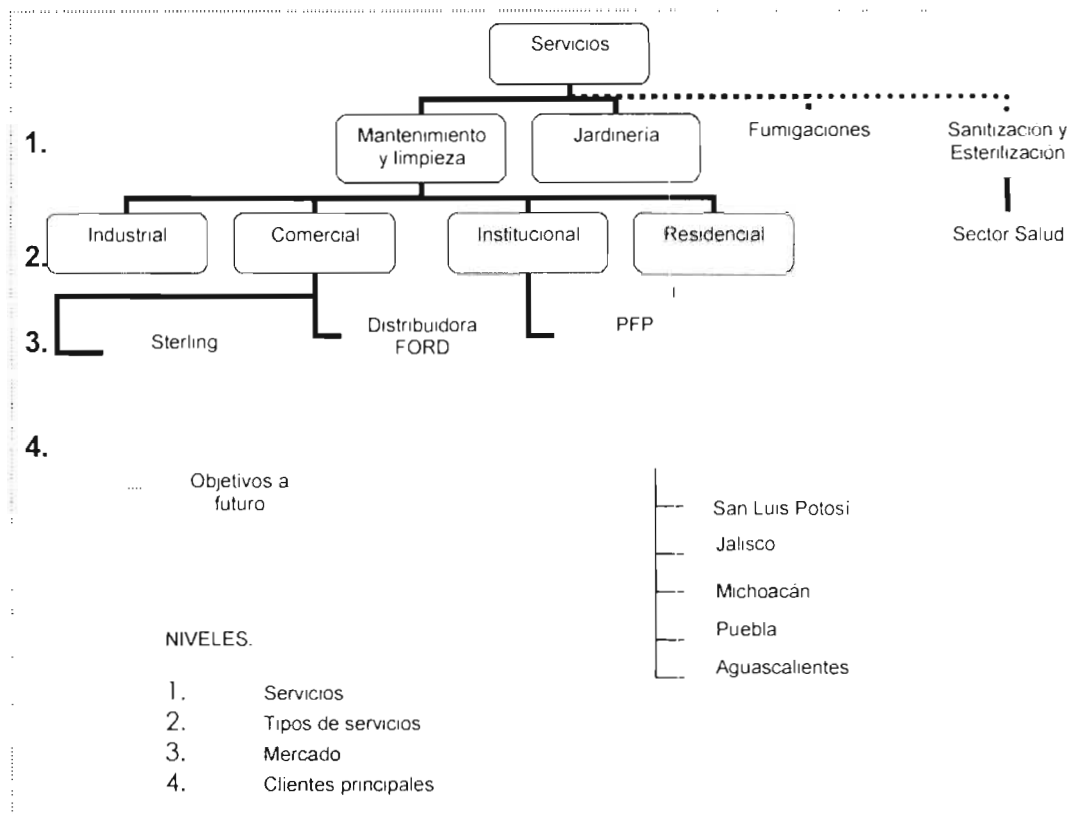 Servicios
1.
Mantenimiento
y limpieza
Jardinería
Fumigaciones
Sanitización y
Esterilización
2.
Industrial
Comercial
Institucional
Residencial
Sector Salud
3.
Sterling
Distribuidora
FORD
PFP
4.
Objetivos a
futuro
San Luis Potosí
Jalisco
Michoacán
Puebla
Aguascalientes
NIVELES.
1. Servicios
2. Tipos de servicios
3. Mercado
4. Clientes principales